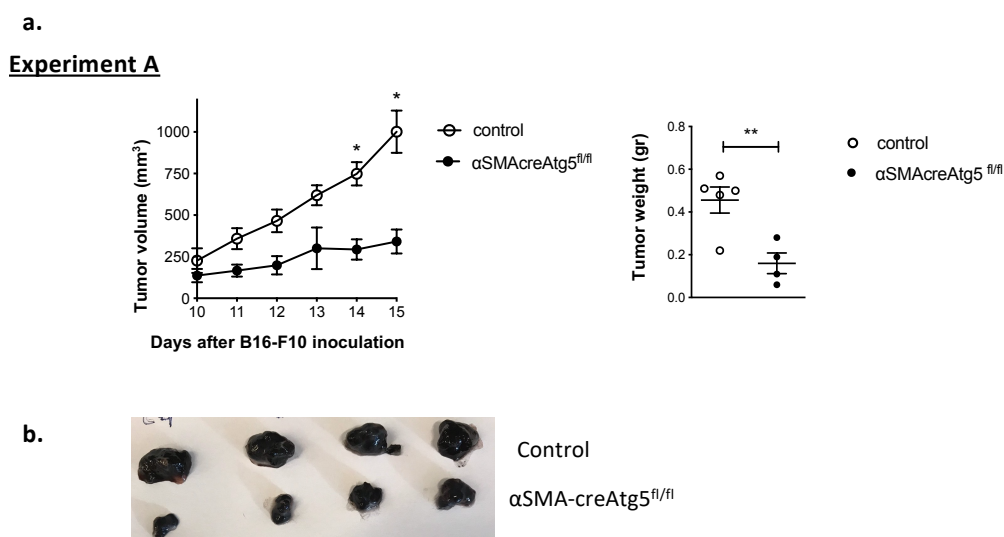 a.
Experiment A
Tumor volume (mm³)
1000
750
500
250
0
10 11 12 13 14 15
Days after B16-F10 inoculation
*
*
control
αSMAcreAtg5fl/fl
Tumor weight (gr)
0.8
0.6
0.4
0.2
0.0
**
control
αSMAcreAtg5 fl/fl
b.
Control
αSMA-creAtg5fl/fl